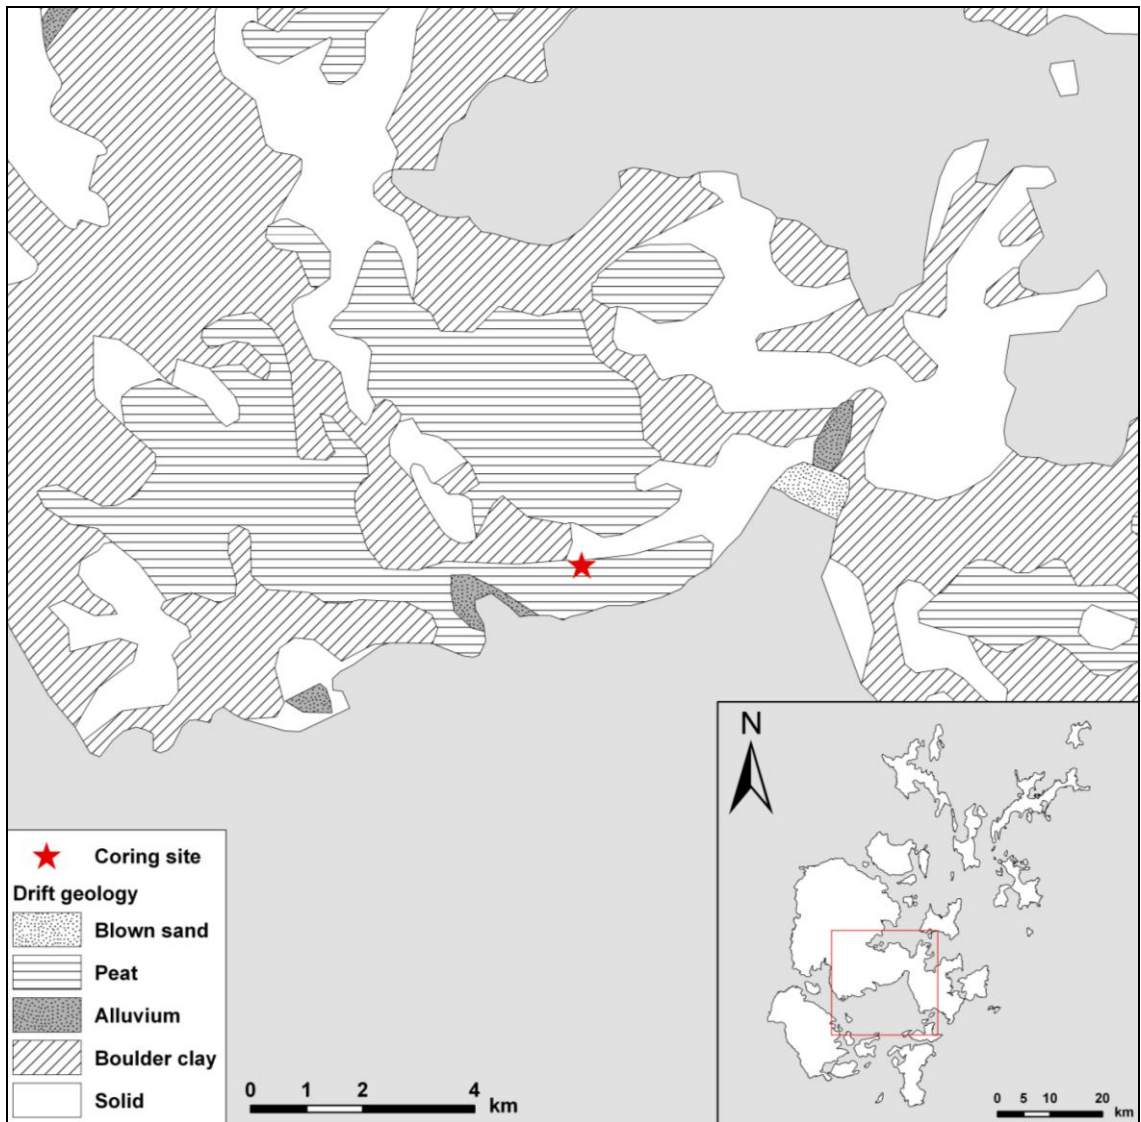 N
Coring site
Drift geology
Blown sand
Peat
Alluvium
Boulder clay
Solid
0 1 2 4
km
0 5 10 20
km